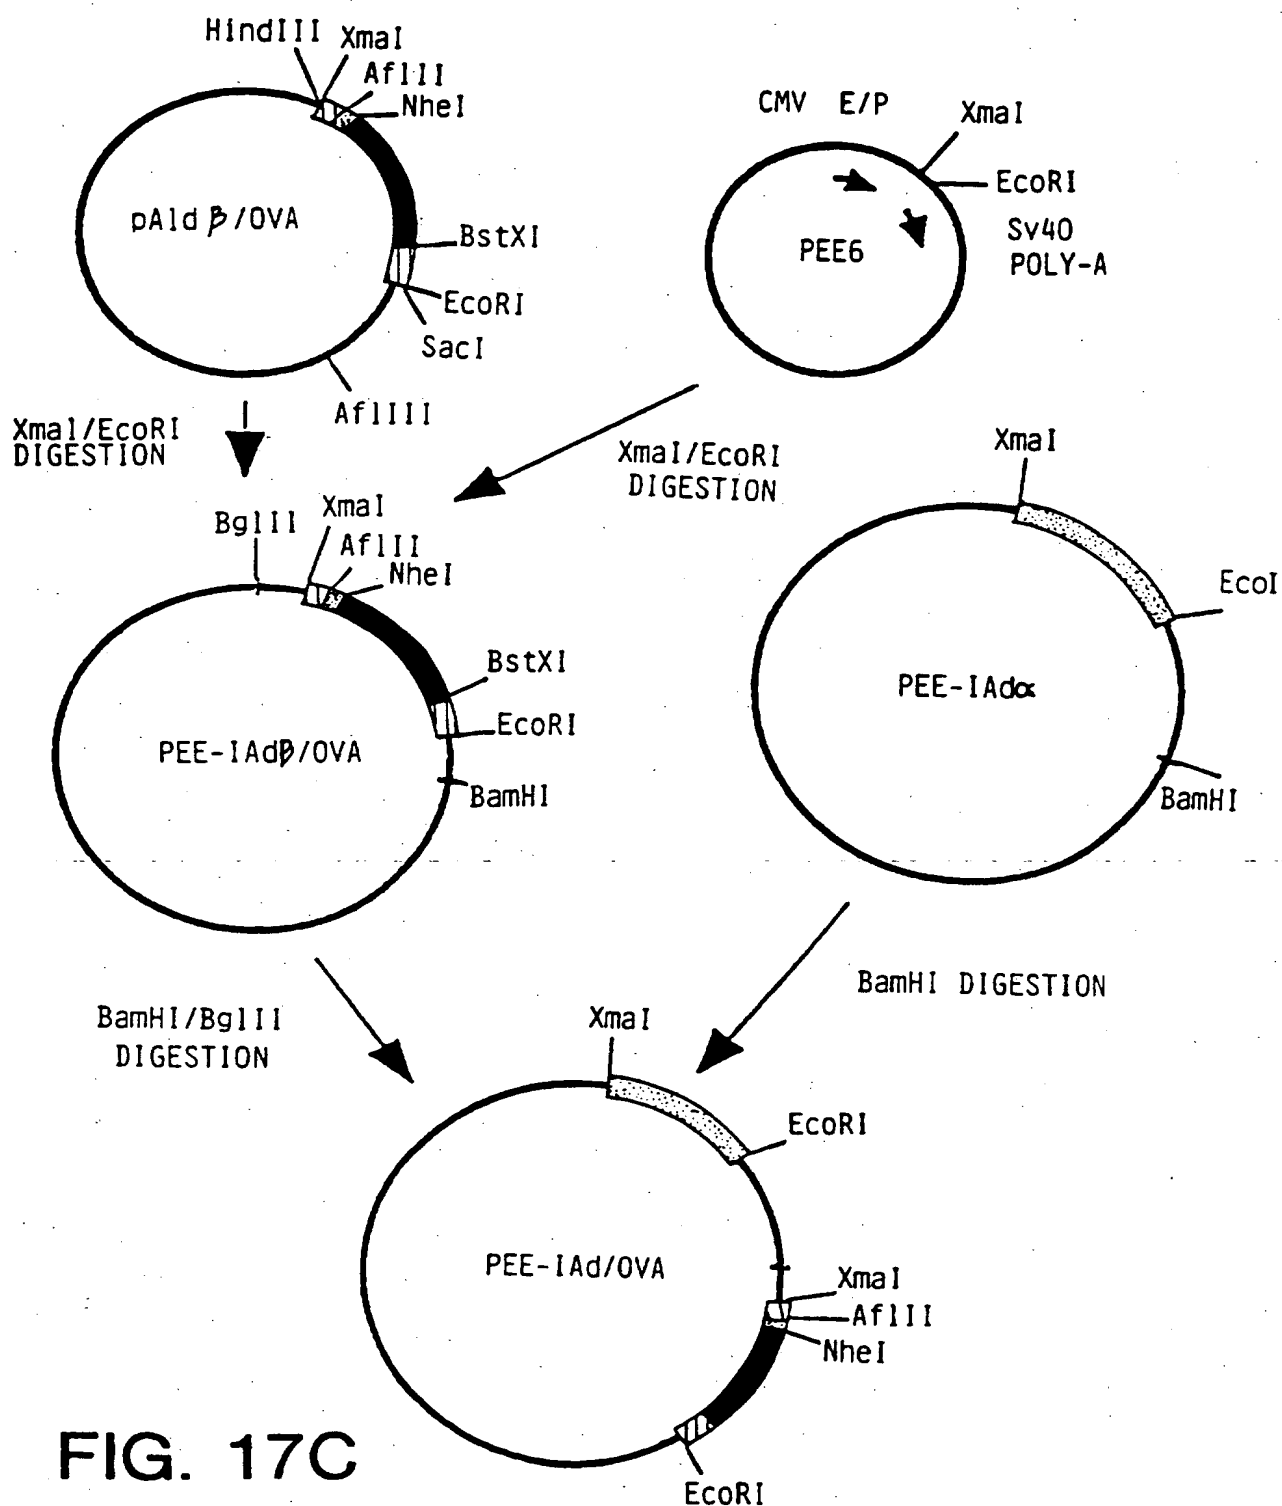 HindIII
XmaI
AflII
NheI
pAld β/OVA
BstXI
EcoRI
SacI
AflIII
CMV E/P
XmaI
EcoRI
PEE6
Sv40
POLY-A
XmaI/EcoRI
DIGESTION
XmaI/EcoRI
DIGESTION
BglII
XmaI
AflII
NheI
BstXI
EcoRI
PEE-IAdβ/OVA
BamHI
XmaI
EcoI
PEE-IAdα
BamHI
BamHI/BglII
DIGESTION
BamHI DIGESTION
XmaI
EcoRI
PEE-IAd/OVA
XmaI
AflII
NheI
EcoRI
FIG. 17C